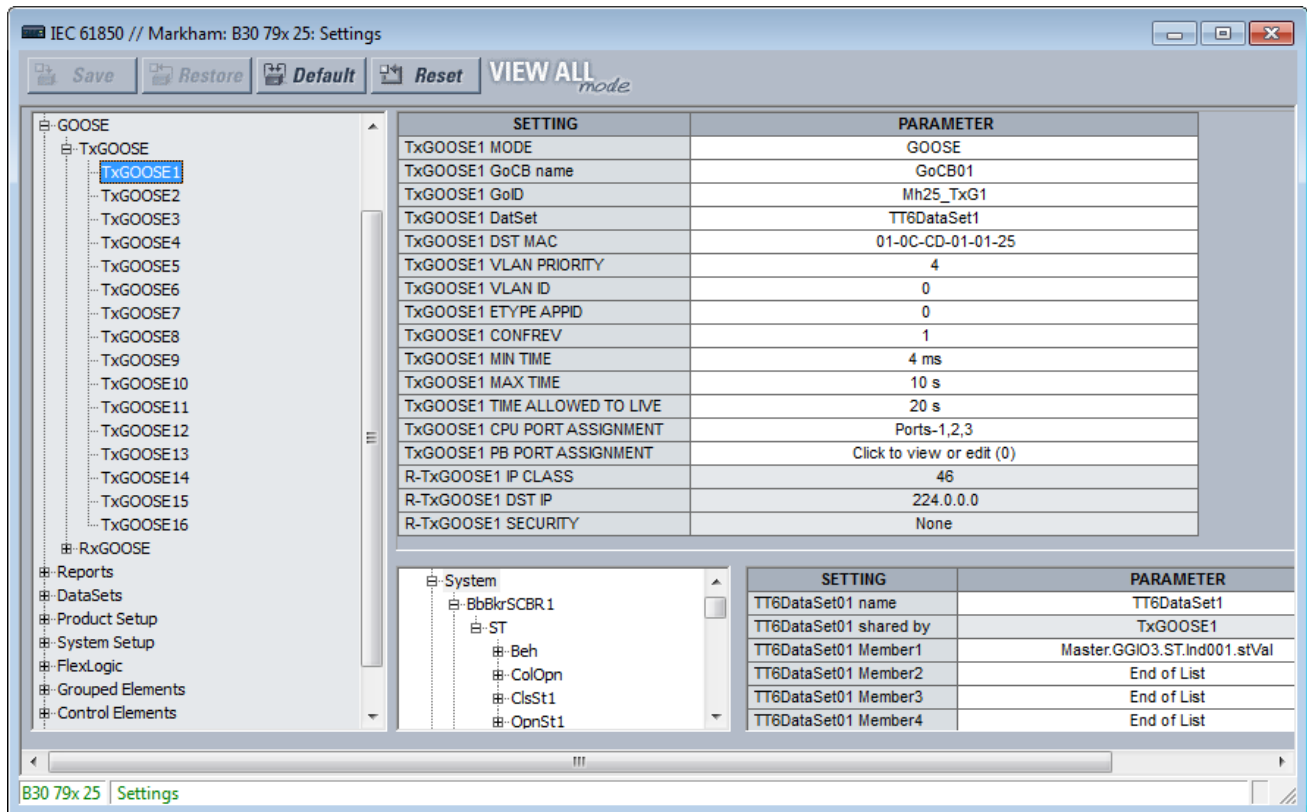 IEC 61850 // Markham: B30 79x 25: Settings
Save Restore Default Reset VIEW ALL mode
GOOSE
TxGOOSE
TxGOOSE1
TxGOOSE2
TxGOOSE3
TxGOOSE4
TxGOOSE5
TxGOOSE6
TxGOOSE7
TxGOOSE8
TxGOOSE9
TxGOOSE10
TxGOOSE11
TxGOOSE12
TxGOOSE13
TxGOOSE14
TxGOOSE15
TxGOOSE16
RxGOOSE
Reports
DataSets
Product Setup
System Setup
FlexLogic
Grouped Elements
Control Elements
SETTING PARAMETER
TxGOOSE1 MODE GOOSE
TxGOOSE1 GoCB name GoCB01
TxGOOSE1 GoID Mh25_TxG1
TxGOOSE1 DatSet TT6DataSet1
TxGOOSE1 DST MAC 01-0C-CD-01-01-25
TxGOOSE1 VLAN PRIORITY 4
TxGOOSE1 VLAN ID 0
TxGOOSE1 ETYPE APPID 0
TxGOOSE1 CONFREV 1
TxGOOSE1 MIN TIME 4 ms
TxGOOSE1 MAX TIME 10 s
TxGOOSE1 TIME ALLOWED TO LIVE 20 s
TxGOOSE1 CPU PORT ASSIGNMENT Ports-1,2,3
TxGOOSE1 PB PORT ASSIGNMENT Click to view or edit (0)
R-TxGOOSE1 IP CLASS 46
R-TxGOOSE1 DST IP 224.0.0.0
R-TxGOOSE1 SECURITY None
System
BbBkrSCBR1
ST
Beh
ColOpn
ClsSt1
OpnSt1
SETTING PARAMETER
TT6DataSet01 name TT6DataSet1
TT6DataSet01 shared by TxGOOSE1
TT6DataSet01 Member1 Master.GGIO3.ST.Ind001.stVal
TT6DataSet01 Member2 End of List
TT6DataSet01 Member3 End of List
TT6DataSet01 Member4 End of List
B30 79x 25 Settings